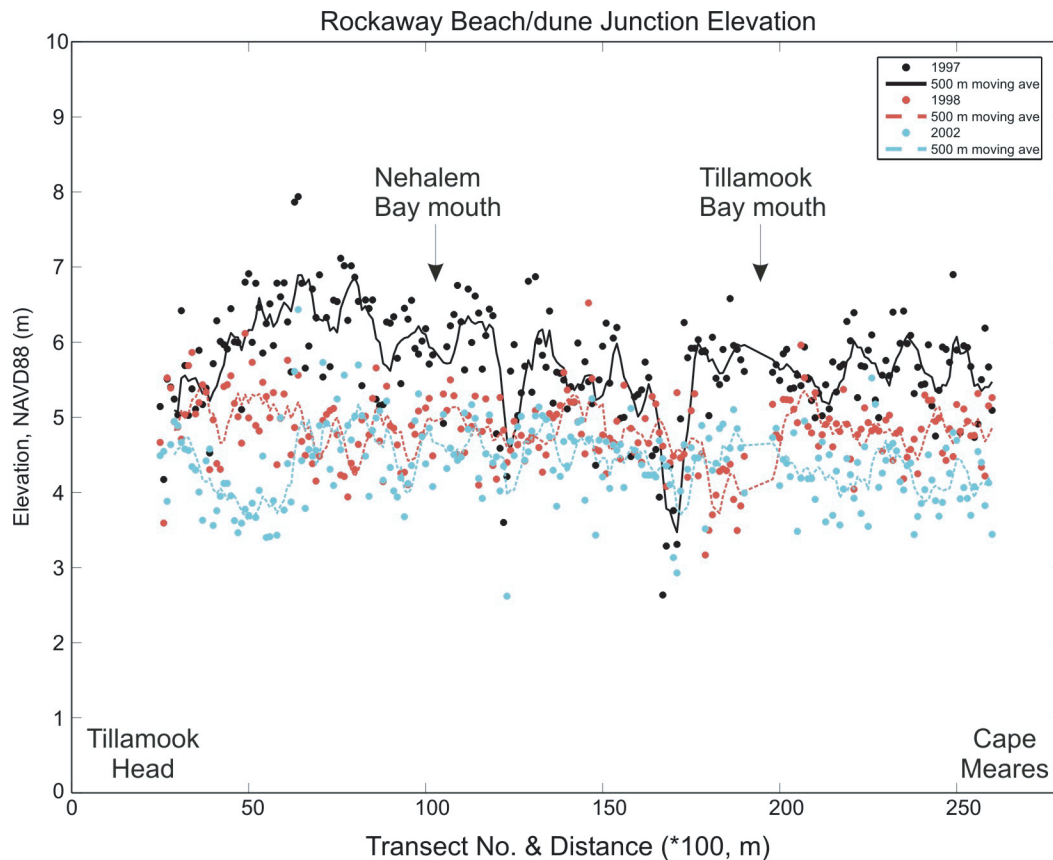 Rockaway Beach/dune Junction Elevation
10
9
8
7
6
5
4
3
2
1
0
Elevation, NAVD88 (m)
1997
500 m moving ave
1998
500 m moving ave
2002
500 m moving ave
Nehalem
Bay mouth
Tillamook
Bay mouth
Tillamook
Head
Cape
Meares
0
50
100
150
200
250
Transect No. & Distance (*100, m)